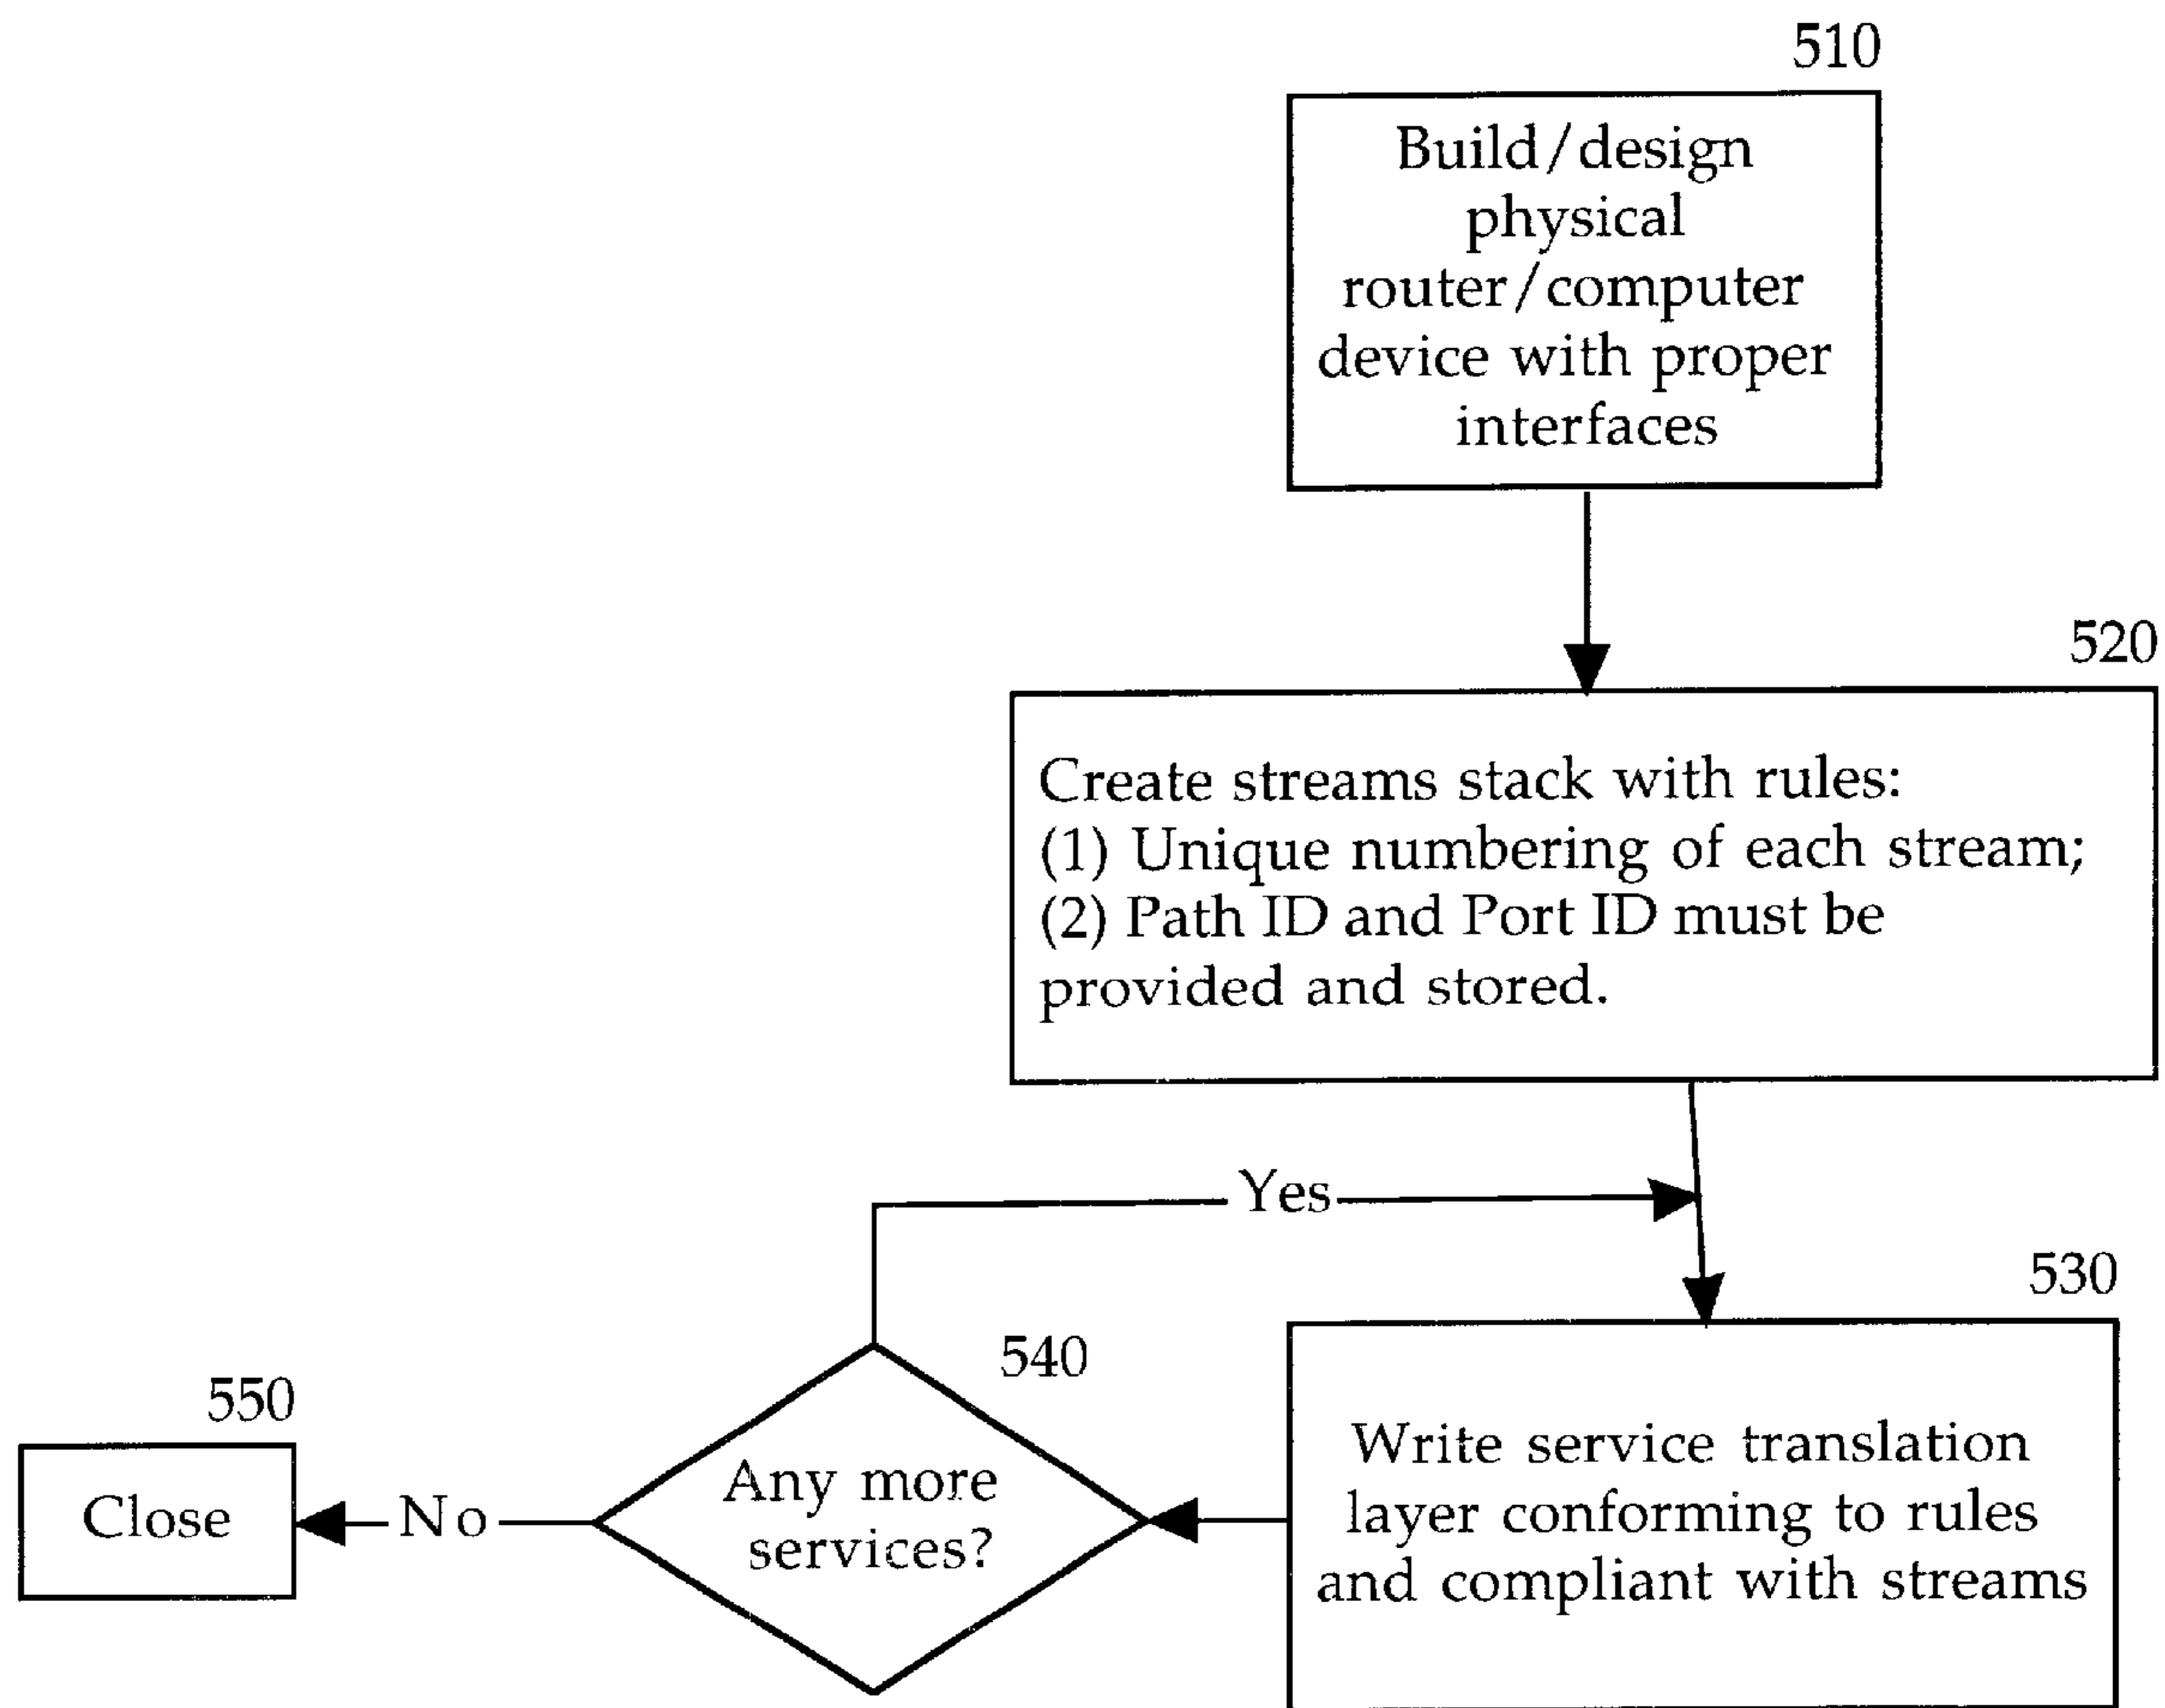 510
Build/design
physical
router/computer
device with proper
interfaces
520
Create streams stack with rules:
(1) Unique numbering of each stream;
(2) Path ID and Port ID must be
provided and stored.
Yes
530
540
550
Write service translation
layer conforming to rules
and compliant with streams
Any more
services?
No
Close